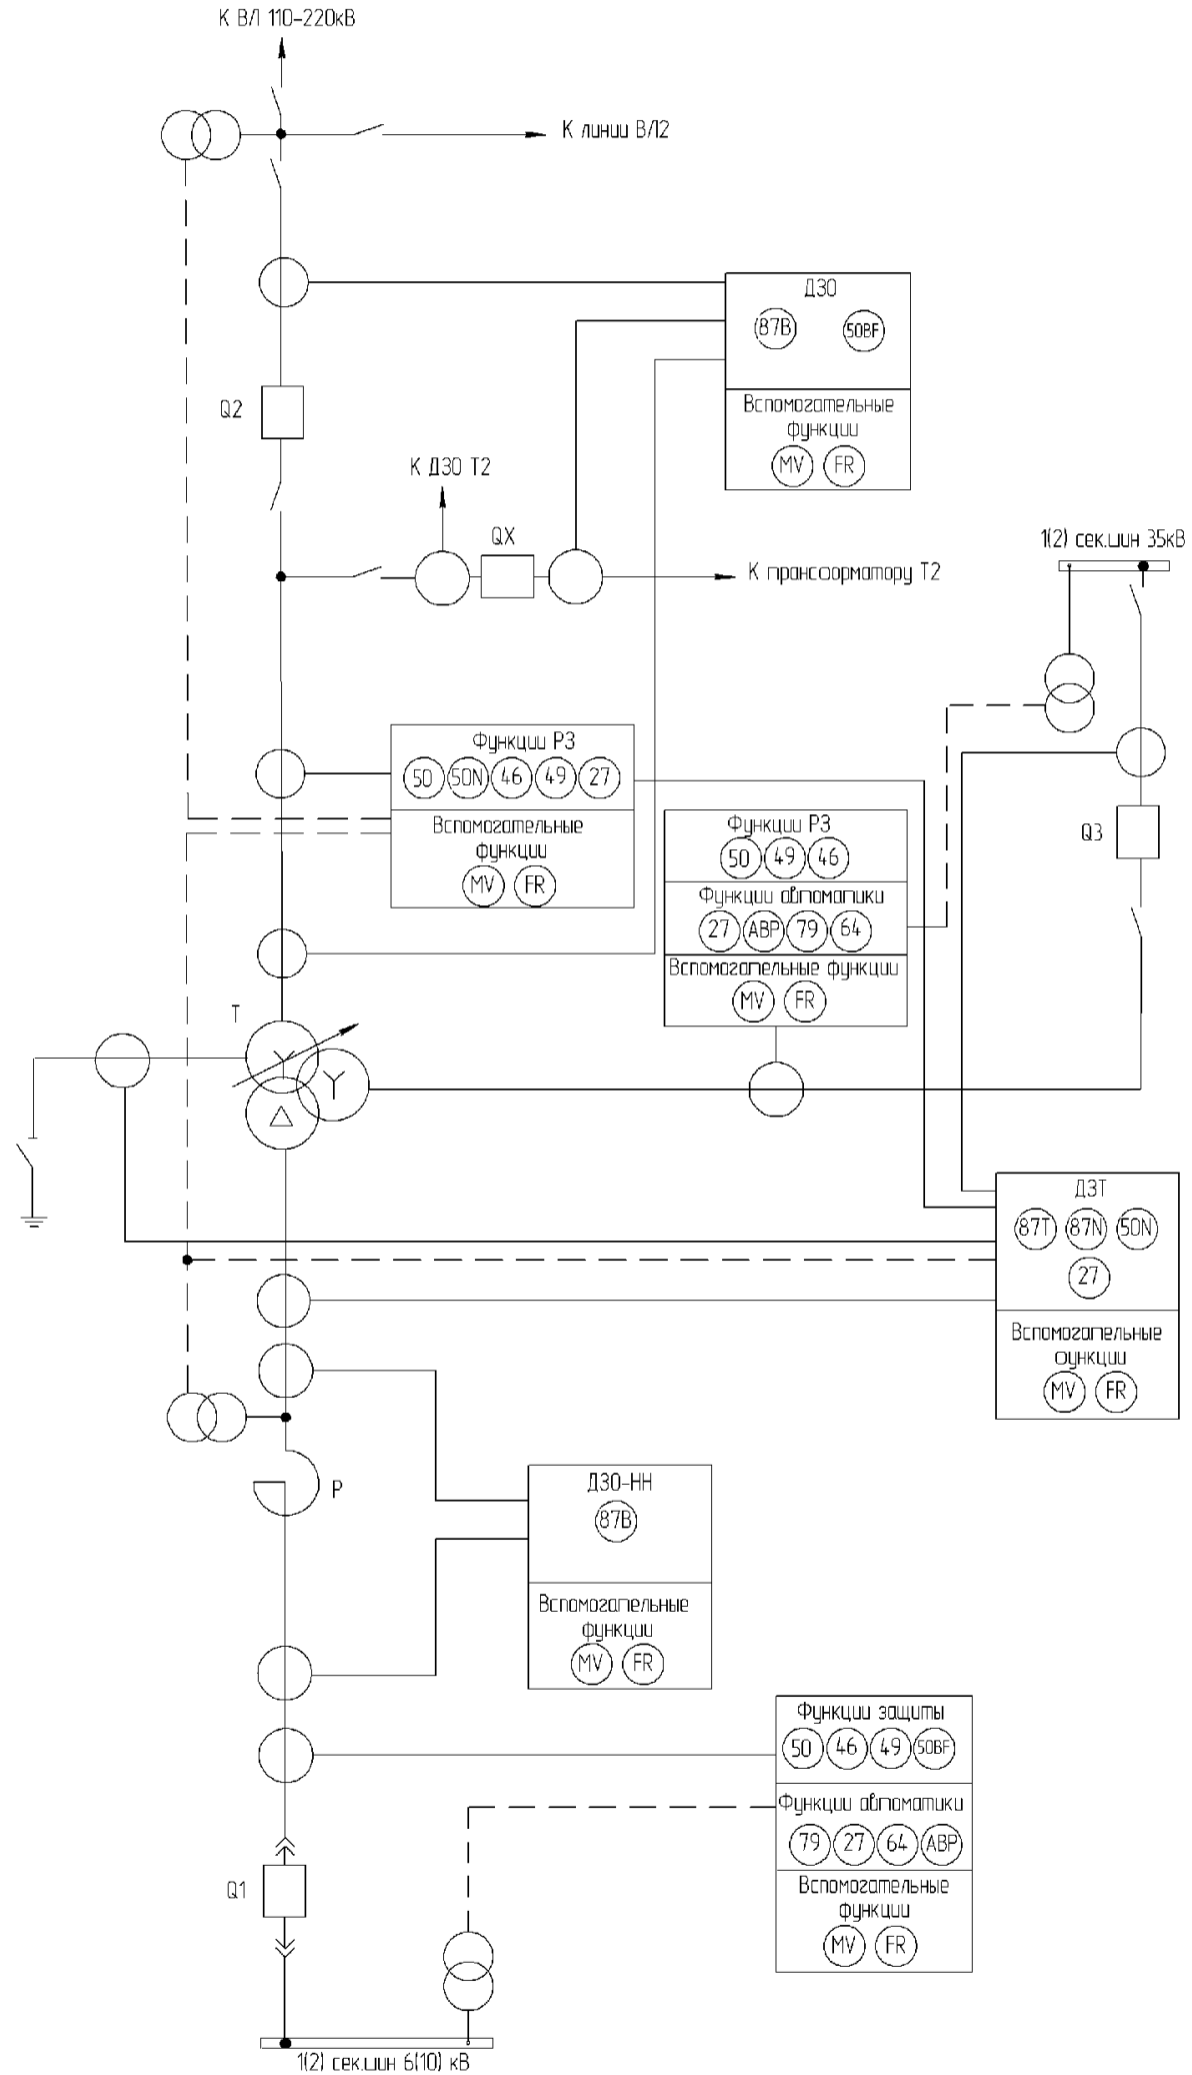 К ВЛ 110-220кВ
К линии ВЛ2
ДЗО
87B
50BF
Q2
Вспомогательные
функции
MV
FR
К ДЗО Т2
QX
1(2) сек.шин 35кВ
К трансформатору Т2
Функции РЗ
50
50N
46
49
27
Вспомогательные
функции
MV
FR
Функции РЗ
50
49
46
Функции автоматики
27
АВР
79
64
Вспомогательные функции
MV
FR
Q3
Т
ДЗТ
87T
87N
50N
27
Вспомогательные
функции
MV
FR
Р
ДЗО-НН
87B
Вспомогательные
функции
MV
FR
Функции защиты
50
46
49
50BF
Функции автоматики
79
27
64
АВР
Вспомогательные
функции
MV
FR
Q1
1(2) сек.шин 6(10) кВ